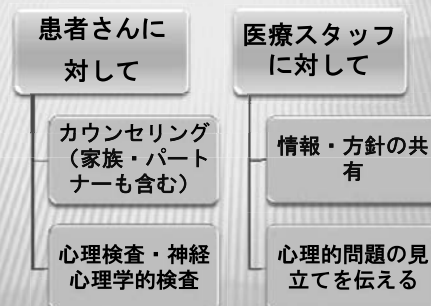 患者さんに
対して
カウンセリング
（家族・パート
ナーも含む）
心理検査・神経
心理学的検査
医療スタッフ
に対して
情報・方針の共
有
心理的問題の見
立てを伝える